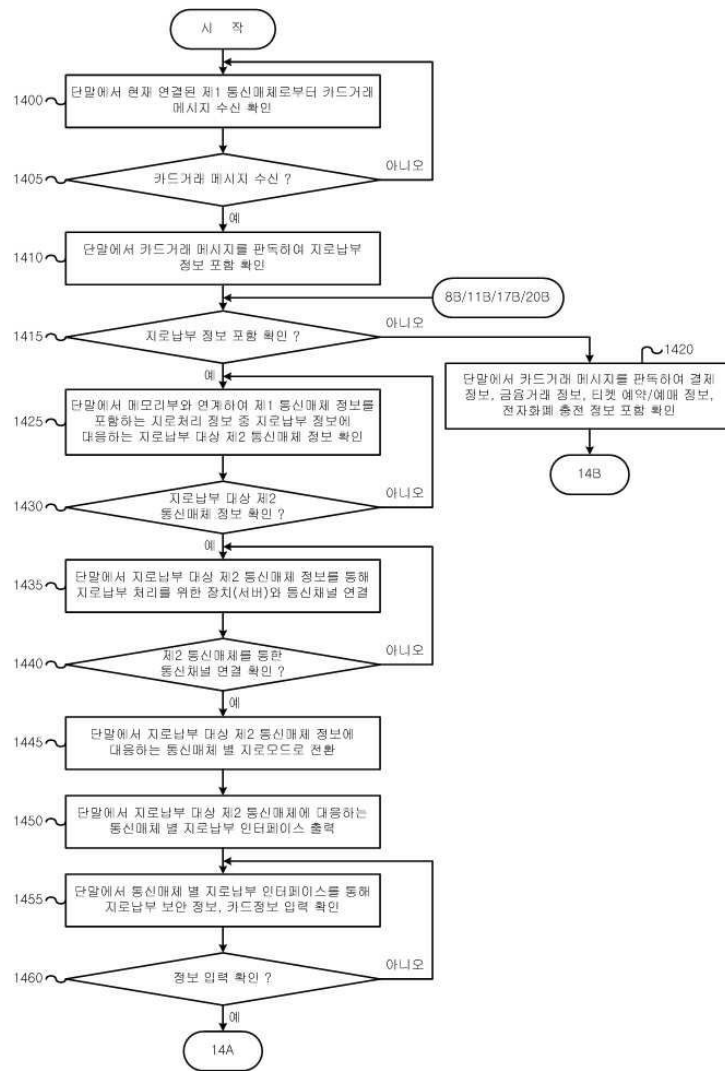 시 작
1400
단말에서 현재 연결된 제1 통신매체로부터 카드거래
메시지 수신 확인
아니오
1405
카드거래 메시지 수신 ?
예
1410
단말에서 카드거래 메시지를 판독하여 지로납부
정보 포함 확인
8B/11B/17B/20B
1415
지로납부 정보 포함 확인 ?
아니오
예
1420
단말에서 카드거래 메시지를 판독하여 결제
정보, 금융거래 정보, 티켓 예약/예매 정보,
전자화폐 충전 정보 포함 확인
14B
1425
단말에서 메모리부와 연계하여 제1 통신매체 정보를
포함하는 지로처리 정보 중 지로납부 정보에
대응하는 지로납부 대상 제2 통신매체 정보 확인
1430
지로납부 대상 제2
통신매체 정보 확인 ?
아니오
예
1435
단말에서 지로납부 대상 제2 통신매체 정보를 통해
지로납부 처리를 위한 장치(서버)와 통신채널 연결
1440
제2 통신매체를 통한
통신채널 연결 확인 ?
아니오
예
1445
단말에서 지로납부 대상 제2 통신매체 정보에
대응하는 통신매체 별 지로모드로 전환
1450
단말에서 지로납부 대상 제2 통신매체에 대응하는
통신매체 별 지로납부 인터페이스 출력
1455
단말에서 통신매체 별 지로납부 인터페이스를 통해
지로납부 보안 정보, 카드정보 입력 확인
1460
정보 입력 확인 ?
아니오
예
14A